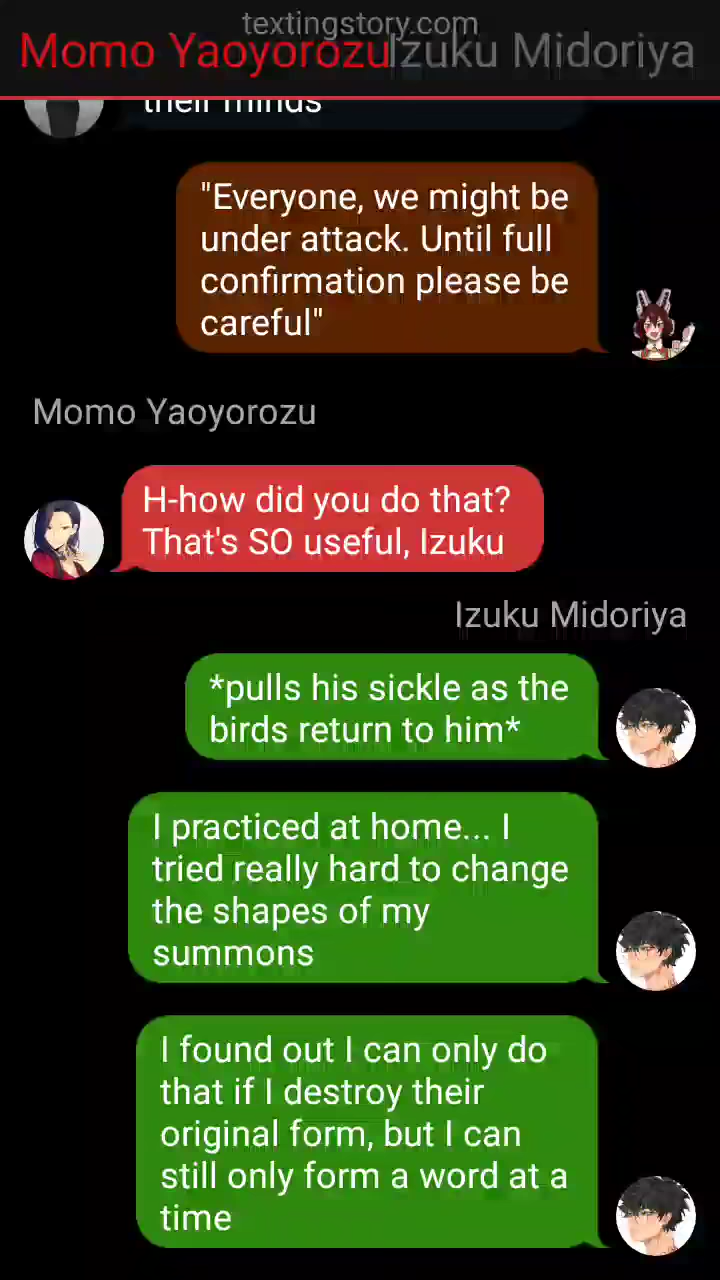 textingstory.com
Momo Yaoyorozu Izuku Midoriya
their minds
"Everyone, we might be
under attack. Until full
confirmation please be
careful"
Momo Yaoyorozu
H-how did you do that?
That's SO useful, Izuku
Izuku Midoriya
*pulls his sickle as the
birds return to him*
I practiced at home... I
tried really hard to change
the shapes of my
summons
I found out I can only do
that if I destroy their
original form, but I can
still only form a word at a
time